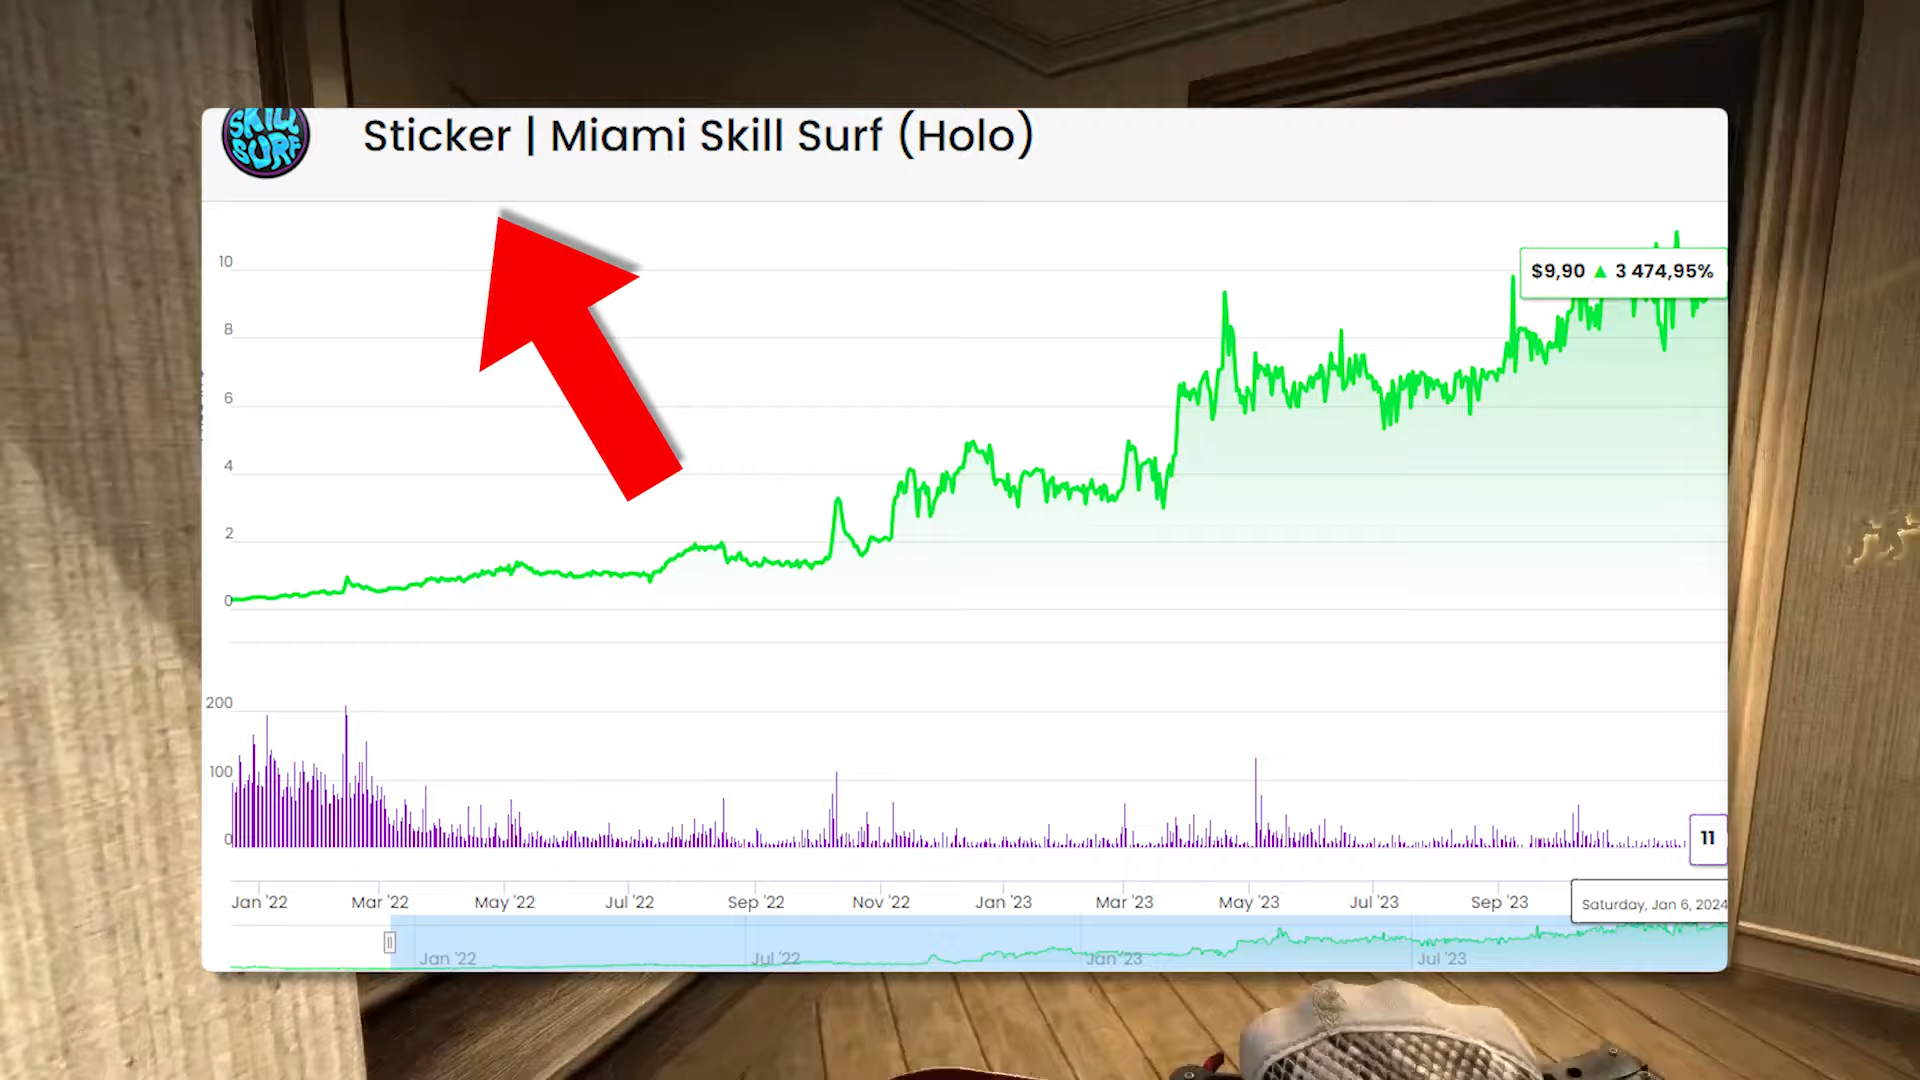 SKILL
SURF
Sticker | Miami Skill Surf (Holo)
10
8
6
4
2
0
$9,90 ▲ 3 474,95%
200
100
0
11
Jan '22 Mar '22 May '22 Jul '22 Sep '22 Nov '22 Jan '23 Mar '23 May '23 Jul '23 Sep '23
Saturday, Jan 6, 2024
Jan '22 Jul '22 Jan '23 Jul '23